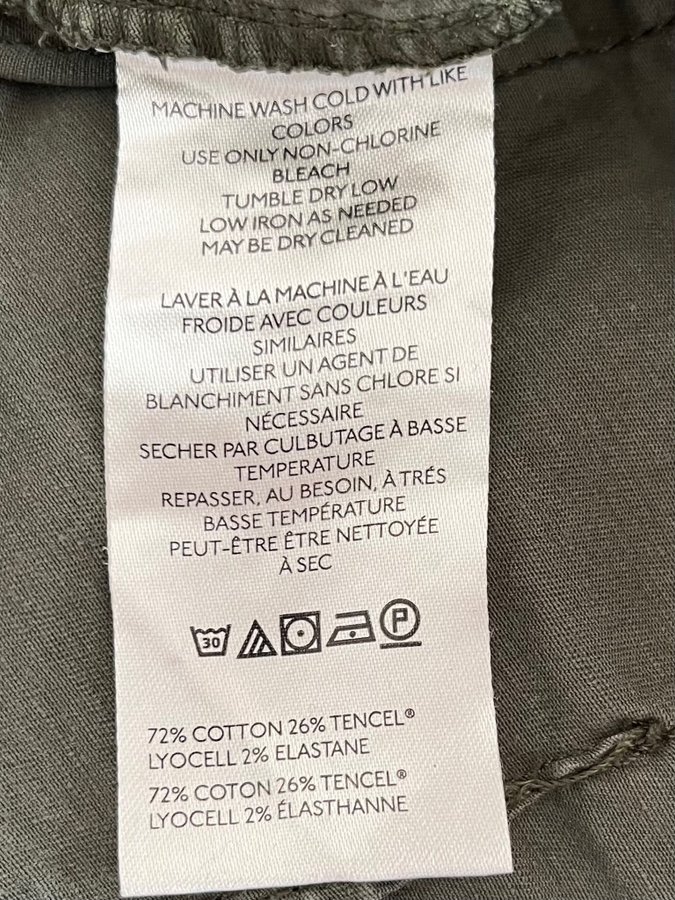 MACHINE WASH COLD WITH LIKE
COLORS
USE ONLY NON-CHLORINE
BLEACH
TUMBLE DRY LOW
LOW IRON AS NEEDED
MAY BE DRY CLEANED
LAVER À LA MACHINE À L'EAU
FROIDE AVEC COULEURS
SIMILAIRES
UTILISER UN AGENT DE
BLANCHIMENT SANS CHLORE SI
NÉCESSAIRE
SECHER PAR CULBUTAGE À BASSE
TEMPERATURE
REPASSER, AU BESOIN, À TRÉS
BASSE TEMPÉRATURE
PEUT-ÊTRE ÊTRE NETTOYÉE
À SEC
30 P
72% COTTON 26% TENCEL®
LYOCELL 2% ELASTANE
72% COTON 26% TENCEL®
LYOCELL 2% ÉLASTHANNE